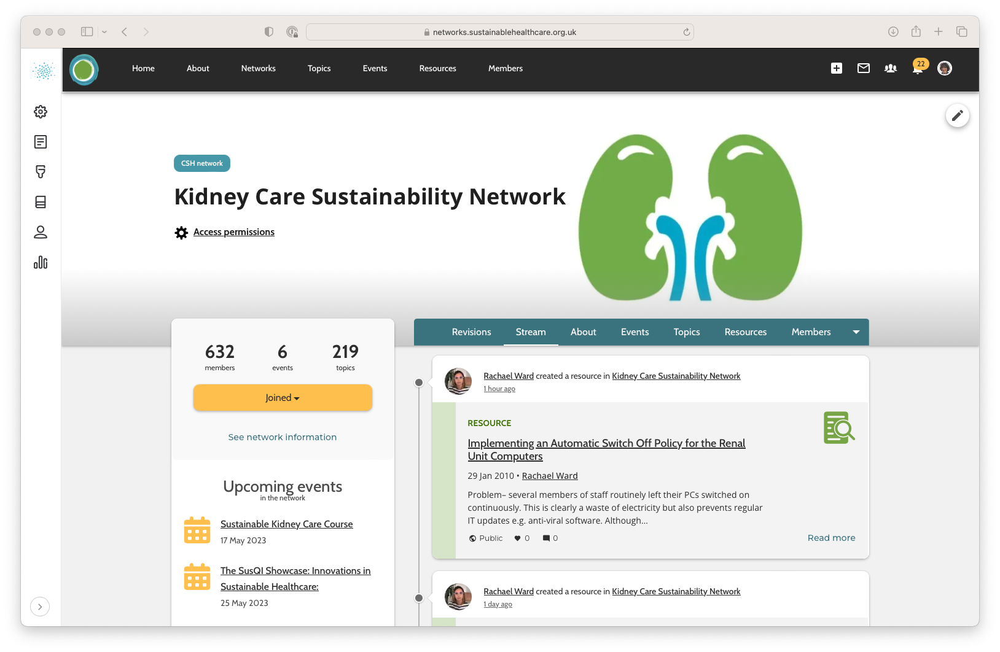 networks.sustainablehealthcare.org.uk
Home About Networks Topics Events Resources Members
22
CSH network
Kidney Care Sustainability Network
Access permissions
632 6 219
members events topics
Joined
See network information
Upcoming events
in the network
Sustainable Kidney Care Course
17 May 2023
The SusQI Showcase: Innovations in
Sustainable Healthcare:
25 May 2023
Revisions Stream About Events Topics Resources Members
Rachael Ward created a resource in Kidney Care Sustainability Network
1 hour ago
RESOURCE
Implementing an Automatic Switch Off Policy for the Renal
Unit Computers
29 Jan 2010 • Rachael Ward
Problem– several members of staff routinely left their PCs switched on
continuously. This is clearly a waste of electricity but also prevents regular
IT updates e.g. anti-viral software. Although...
Public 0 0
Read more
Rachael Ward created a resource in Kidney Care Sustainability Network
1 day ago